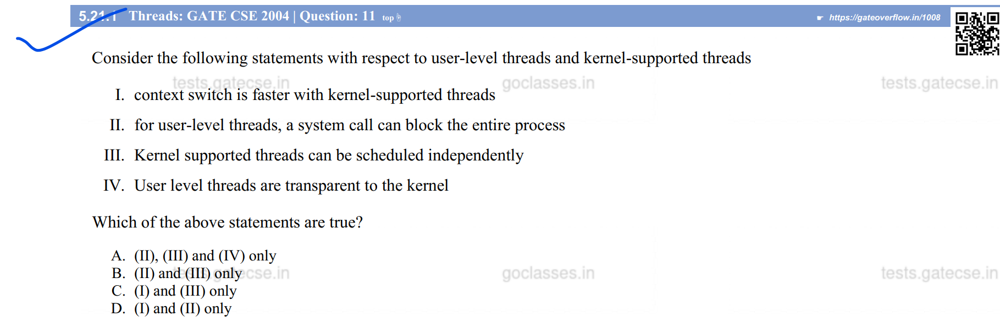 5.21.1 Threads: GATE CSE 2004 | Question: 11 top
https://gateoverflow.in/1008
Consider the following statements with respect to user-level threads and kernel-supported threads
tests.gatecse.in goclasses.in tests.gatecse.in
I. context switch is faster with kernel-supported threads
II. for user-level threads, a system call can block the entire process
III. Kernel supported threads can be scheduled independently
IV. User level threads are transparent to the kernel
Which of the above statements are true?
A. (II), (III) and (IV) only
B. (II) and (III) only
tests.gatecse.in goclasses.in tests.gatecse.in
C. (I) and (III) only
D. (I) and (II) only